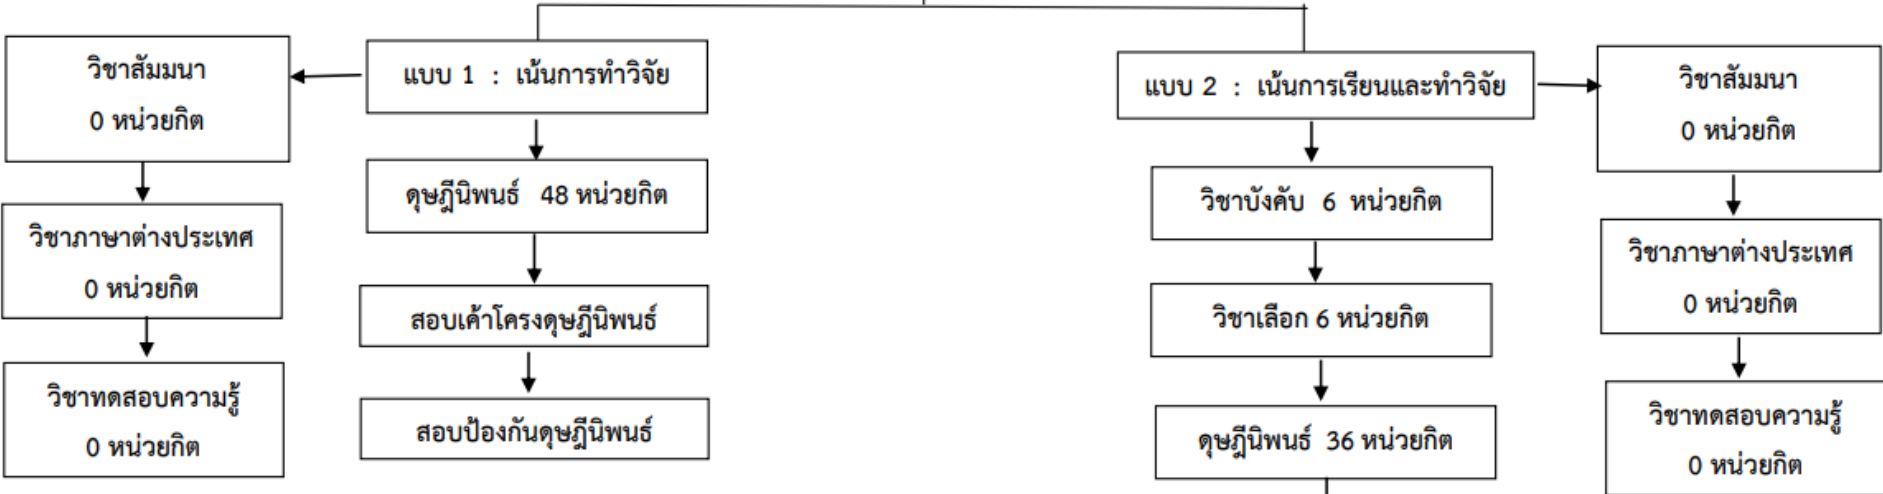 วิชาสัมมนา
0 หน่วยกิต
วิชาภาษาต่างประเทศ
0 หน่วยกิต
วิชาทดสอบความรู้
0 หน่วยกิต
แบบ 1 : เน้นการทำวิจัย
ดุษฎีนิพนธ์ 48 หน่วยกิต
สอบเค้าโครงดุษฎีนิพนธ์
สอบป้องกันดุษฎีนิพนธ์
แบบ 2 : เน้นการเรียนและทำวิจัย
วิชาบังคับ 6 หน่วยกิต
วิชาเลือก 6 หน่วยกิต
ดุษฎีนิพนธ์ 36 หน่วยกิต
วิชาสัมมนา
0 หน่วยกิต
วิชาภาษาต่างประเทศ
0 หน่วยกิต
วิชาทดสอบความรู้
0 หน่วยกิต